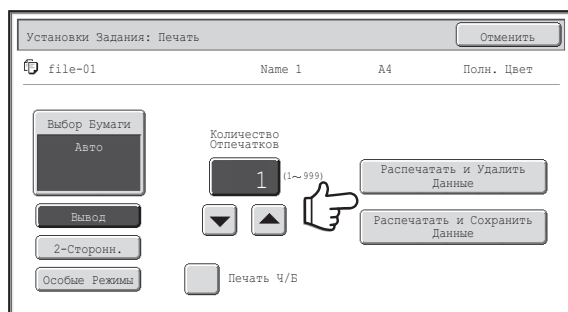 Установки Задания: Печать
Отменить
file-01 Name 1 A4 Полн. Цвет
Выбор Бумаги
Авто
Количество
Отпечатков
1 (1~999)
Распечатать и Удалить
Данные
Вывод
Распечатать и Сохранить
Данные
2-Сторонн.
Особые Режимы
Печать Ч/Б